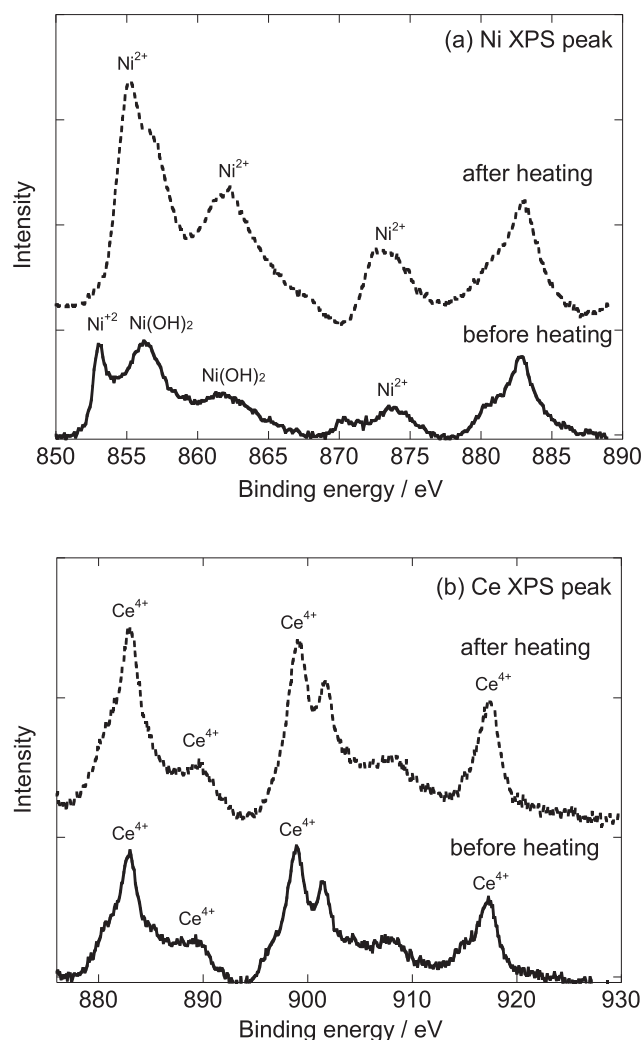 (a) Ni XPS peak
Ni²⁺
Ni²⁺
after heating
Ni²⁺
Intensity
Ni⁺²
Ni(OH)₂
before heating
Ni(OH)₂
Ni²⁺
850 855 860 865 870 875 880 885 890
Binding energy / eV
(b) Ce XPS peak
Ce⁴⁺
Ce⁴⁺
after heating
Ce⁴⁺
Ce⁴⁺
Intensity
Ce⁴⁺
Ce⁴⁺
before heating
Ce⁴⁺
Ce⁴⁺
880 890 900 910 920 930
Binding energy / eV